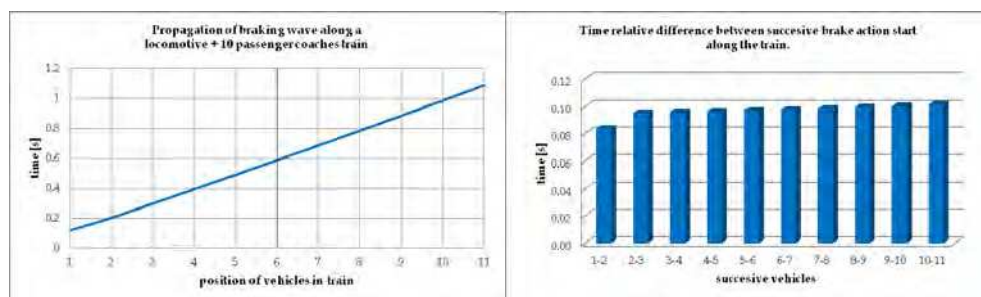 Propagation of braking wave along a
locomotive + 10 passenger coaches train
1.2
1
0.8
0.6
0.4
0.2
0
time [s]
1 2 3 4 5 6 7 8 9 10 11
position of vehicles in train
Time relative difference between succesive brake action start
along the train.
0.12
0.10
0.08
0.06
0.04
0.02
0.00
time [s]
1-2 2-3 3-4 4-5 5-6 6-7 7-8 8-9 9-10 10-11
succesive vehicles